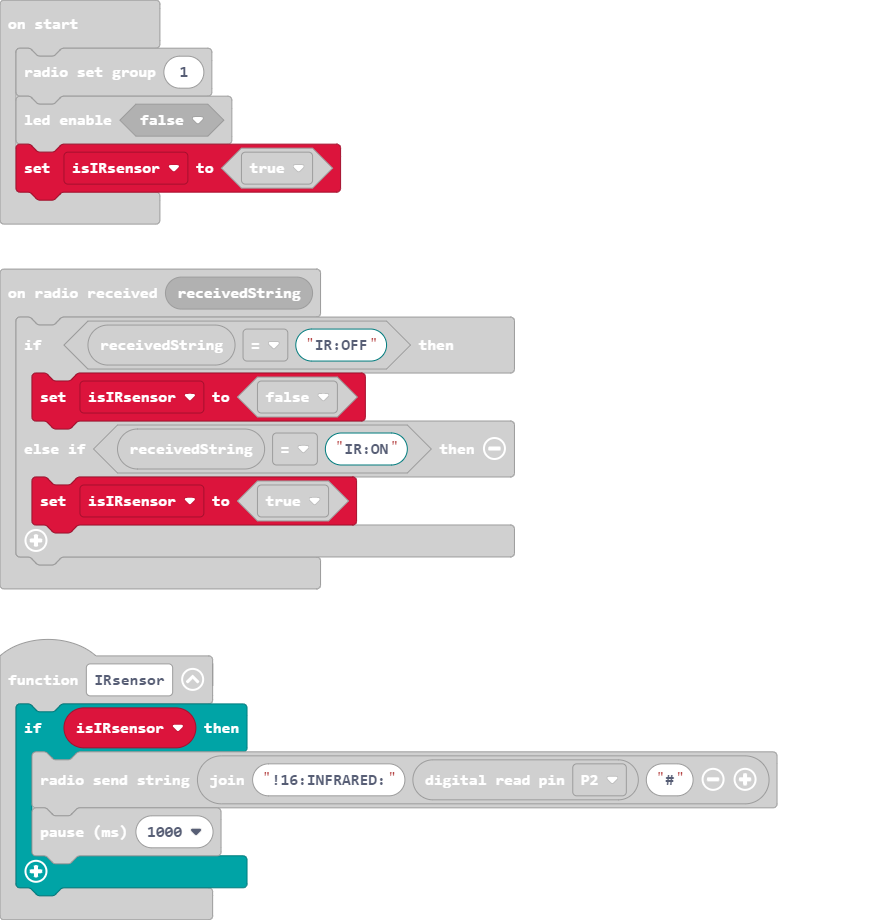 on start
radio set group 1
led enable false
set isIRsensor to true
on radio received receivedString
if receivedString = "IR:OFF" then
set isIRsensor to false
else if receivedString = "IR:ON" then
set isIRsensor to true
function IRsensor
if isIRsensor then
radio send string join "!16:INFRARED:" digital read pin P2 "#"
pause (ms) 1000